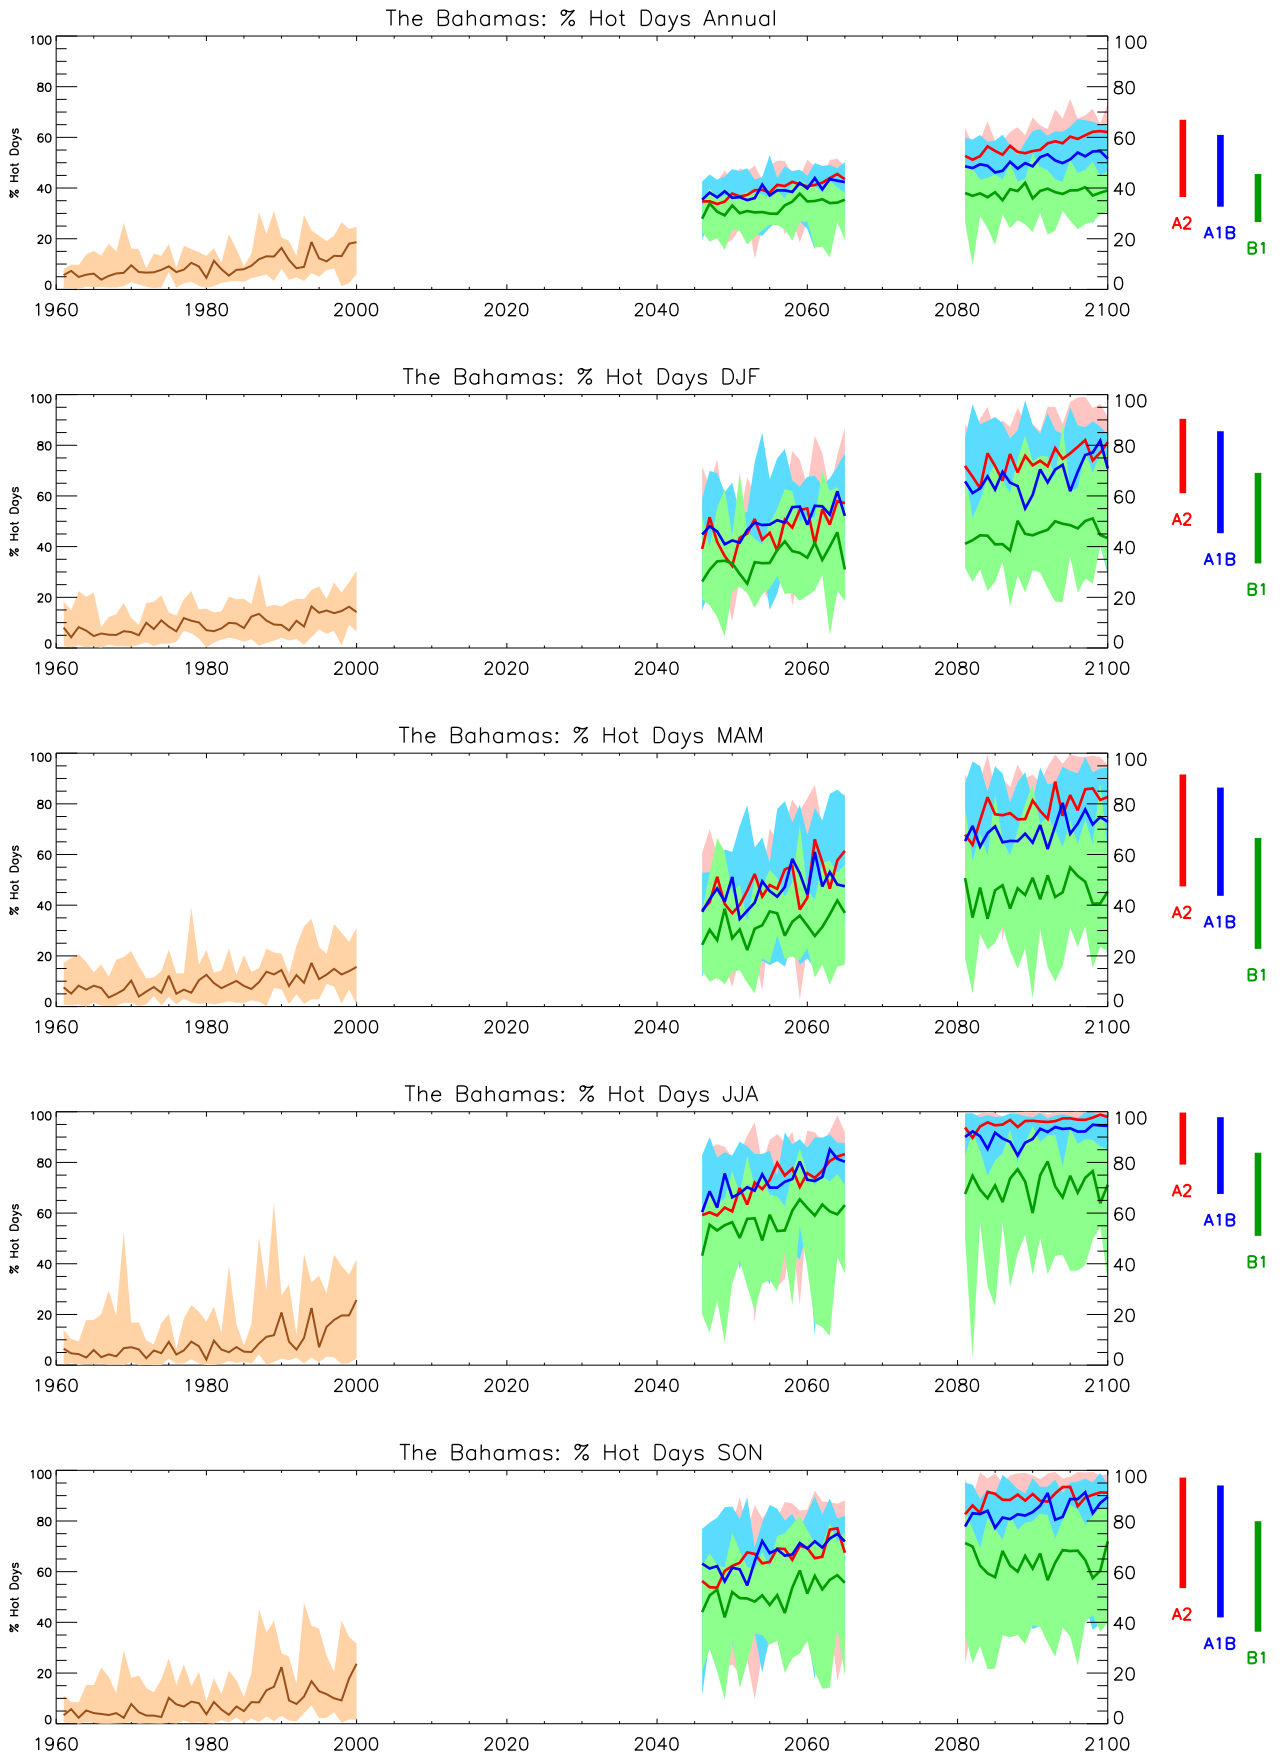 The Bahamas: % Hot Days Annual
100 80 60 40 20 0
% Hot Days
100 80 60 40 20 0
1960 1980 2000 2020 2040 2060 2080 2100
A2 A1B B1
The Bahamas: % Hot Days DJF
100 80 60 40 20 0
% Hot Days
100 80 60 40 20 0
1960 1980 2000 2020 2040 2060 2080 2100
A2 A1B B1
The Bahamas: % Hot Days MAM
100 80 60 40 20 0
% Hot Days
100 80 60 40 20 0
1960 1980 2000 2020 2040 2060 2080 2100
A2 A1B B1
The Bahamas: % Hot Days JJA
100 80 60 40 20 0
% Hot Days
100 80 60 40 20 0
1960 1980 2000 2020 2040 2060 2080 2100
A2 A1B B1
The Bahamas: % Hot Days SON
100 80 60 40 20 0
% Hot Days
100 80 60 40 20 0
1960 1980 2000 2020 2040 2060 2080 2100
A2 A1B B1